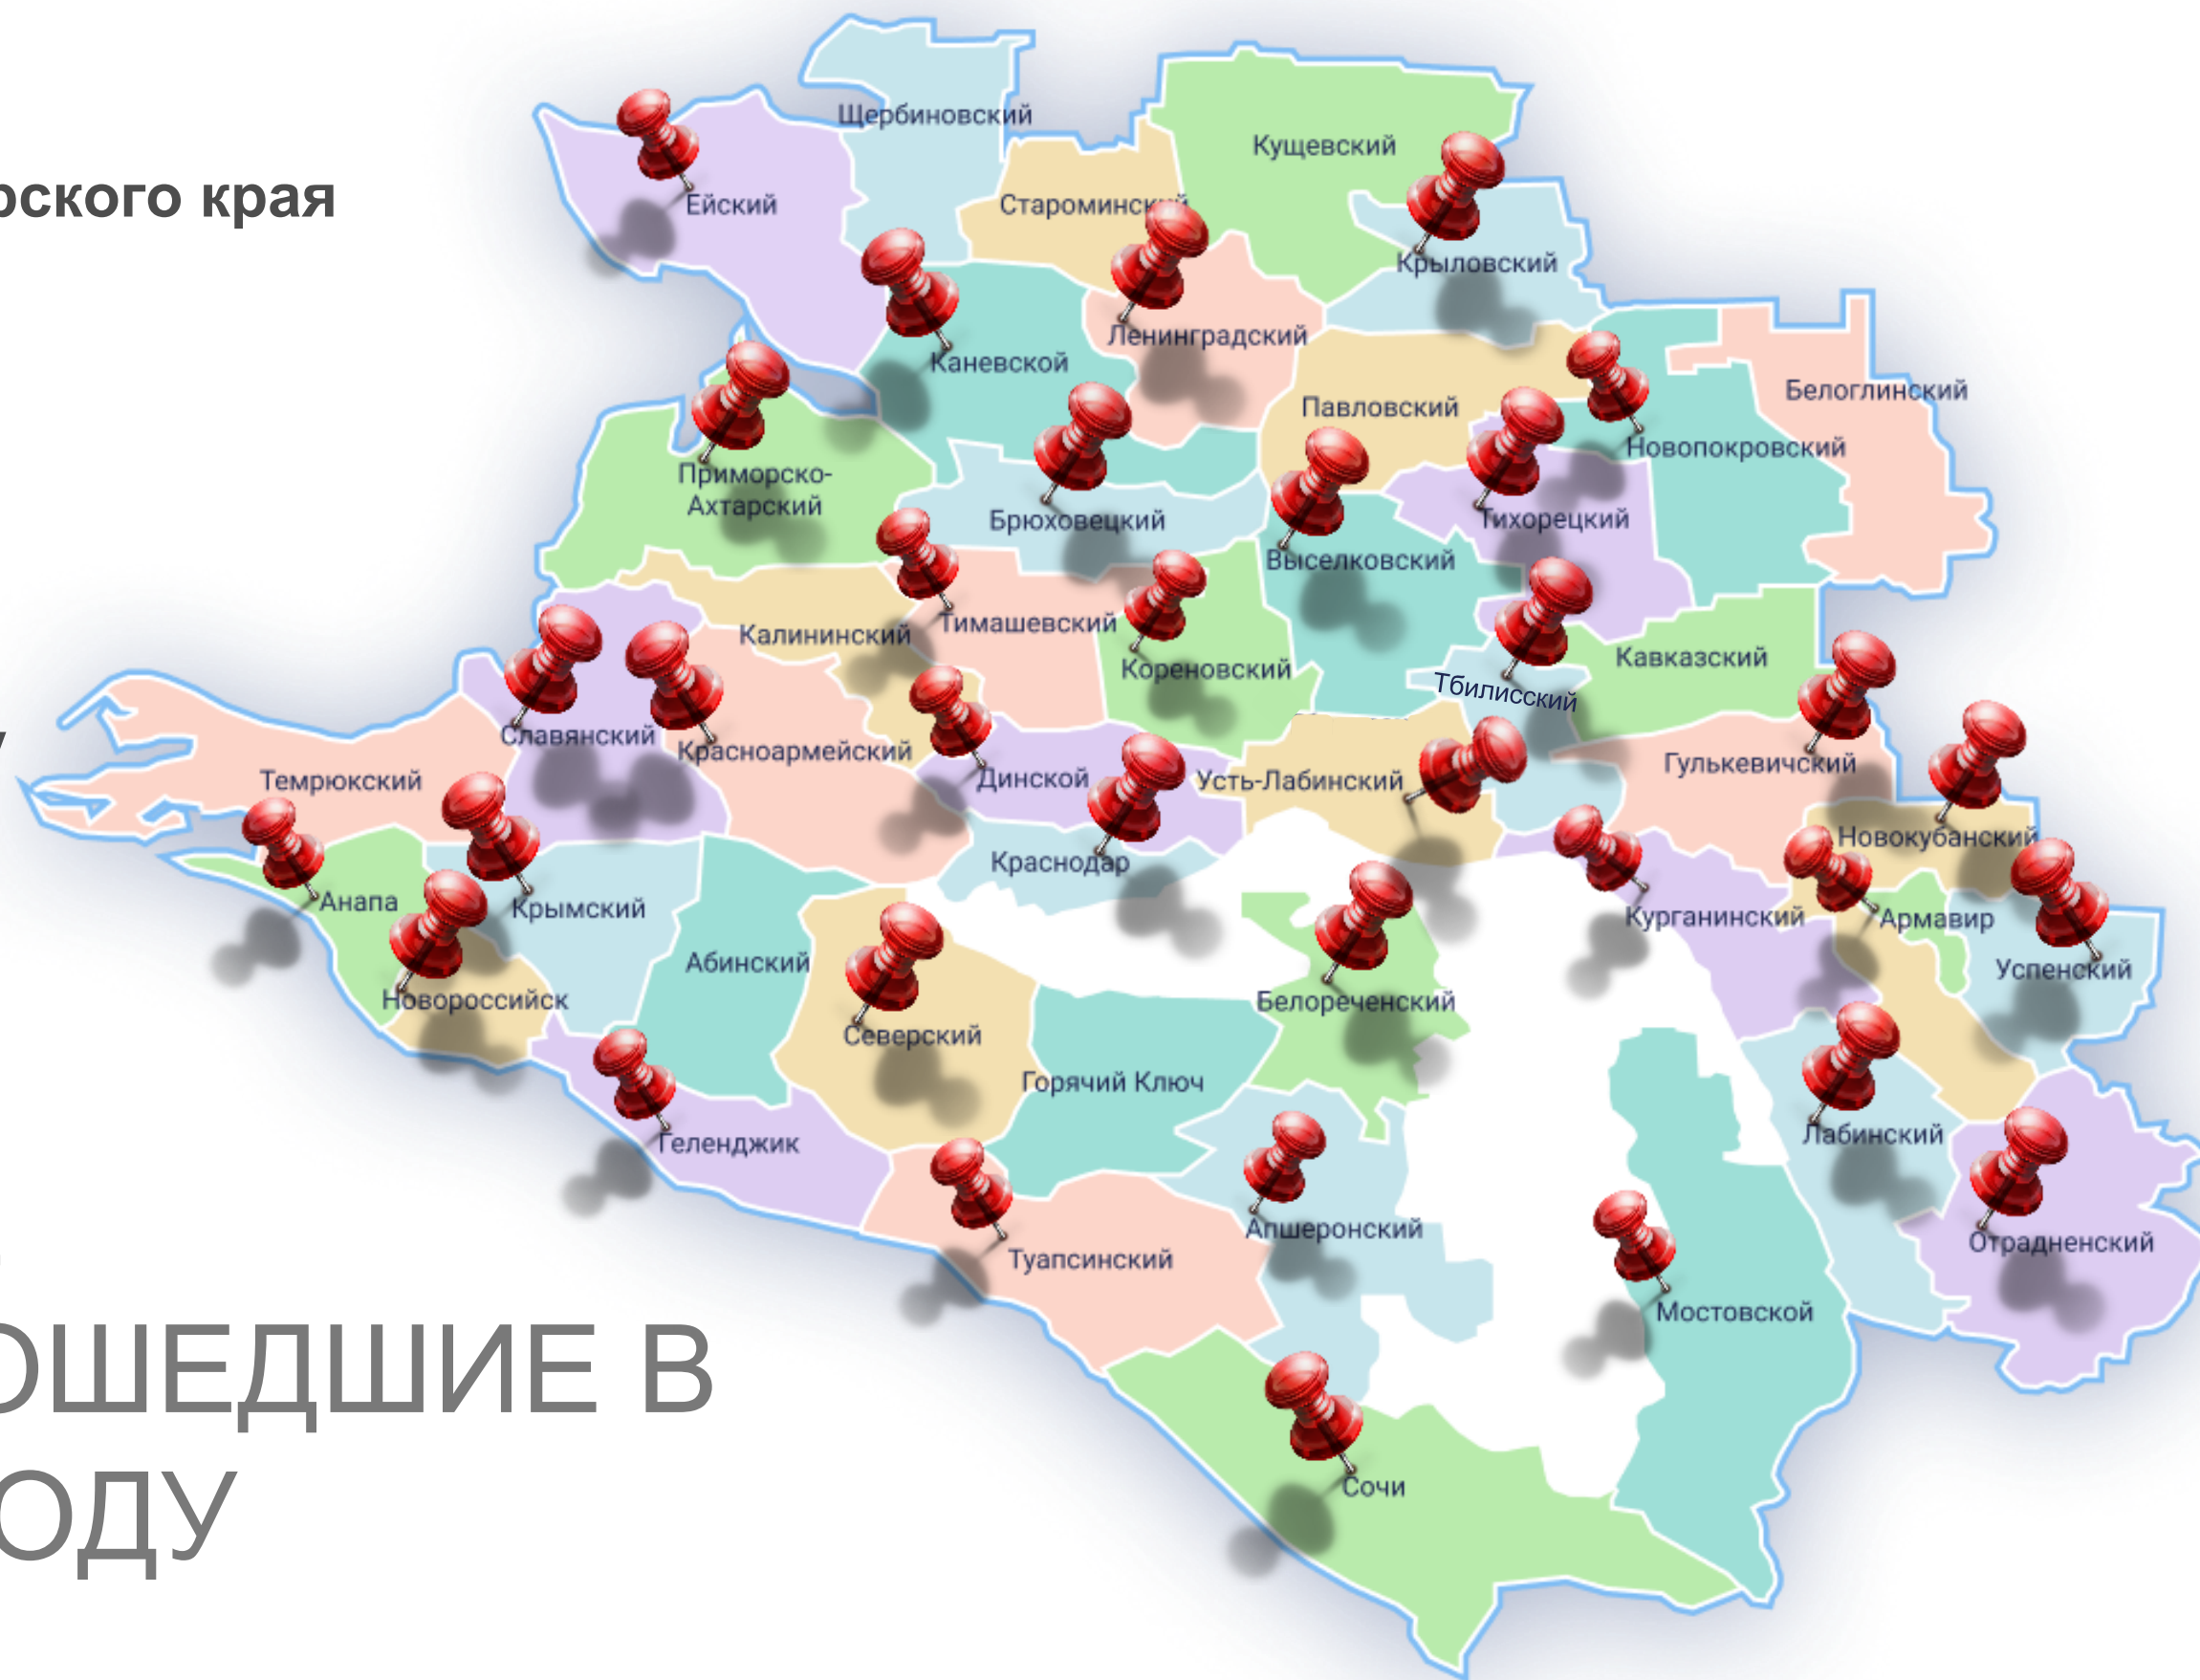 Щербиновский
Кущевский
рского края
Ейский
Староминский
Крыловский
Ленинградский
Каневской
Белоглинский
Павловский
Новопокровский
Приморско-
Ахтарский
Брюховецкий
Тихорецкий
Выселковский
Калининский
Тимашевский
Кореновский
Кавказский
Тбилисский
Славянский
Красноармейский
Темрюкский
Динской
Усть-Лабинский
Гулькевичский
Новокубанский
Краснодар
Анапа
Крымский
Курганинский
Армавир
Абинский
Успенский
Новороссийск
Белореченский
Северский
Горячий Ключ
Геленджик
Лабинский
Апшеронский
Отрадненский
Туапсинский
Мостовской
ОШЕДШИЕ В
Сочи
ОДУ